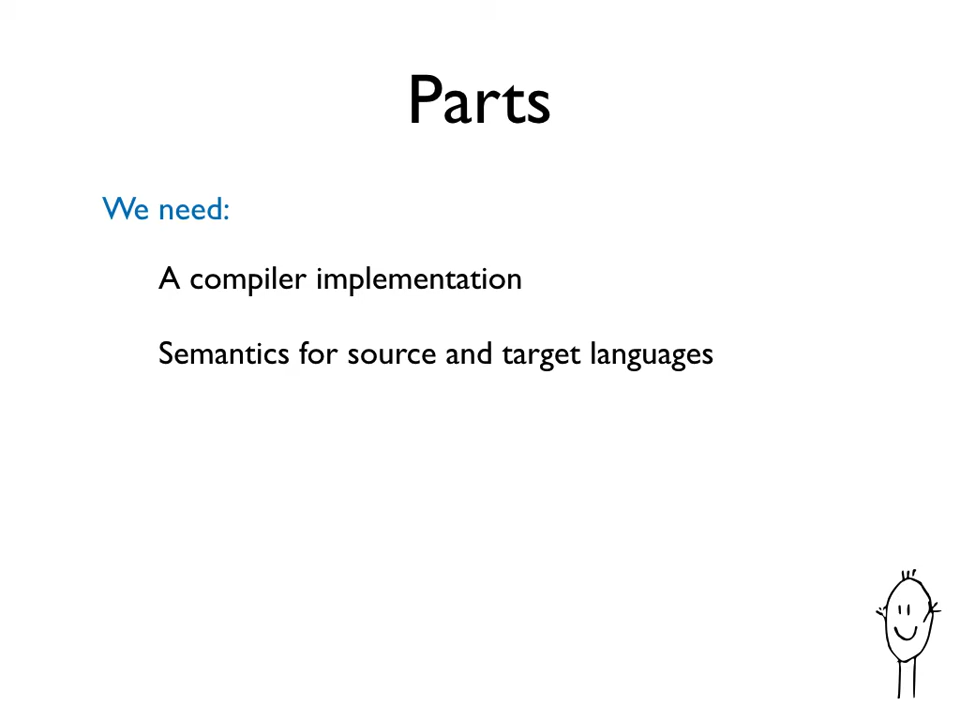 Parts
We need:
A compiler implementation
Semantics for source and target languages